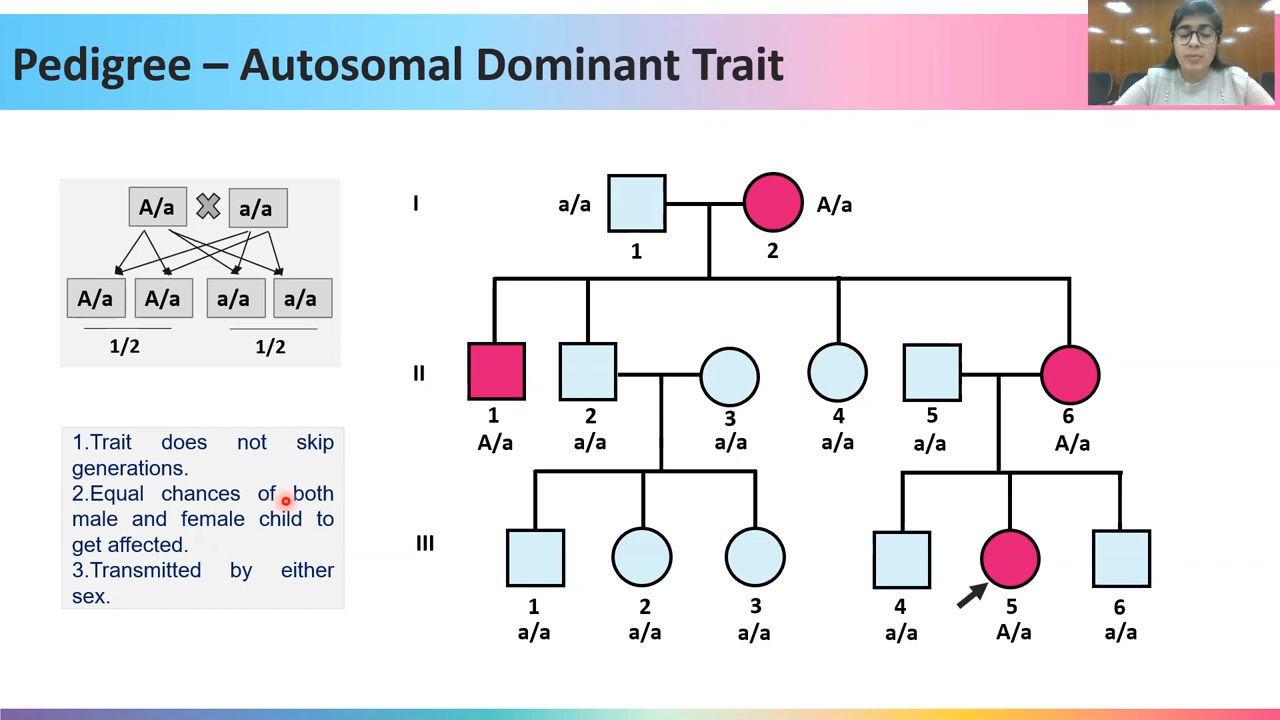 Pedigree – Autosomal Dominant Trait
A/a a/a
A/a A/a a/a a/a
1/2 1/2
1.Trait does not skip
generations.
2.Equal chances of both
male and female child to
get affected.
3.Transmitted by either
sex.
I a/a A/a
1 2
II
1 2 3 4 5 6
A/a a/a a/a a/a a/a A/a
III
1 2 3 4 5 6
a/a a/a a/a a/a A/a a/a